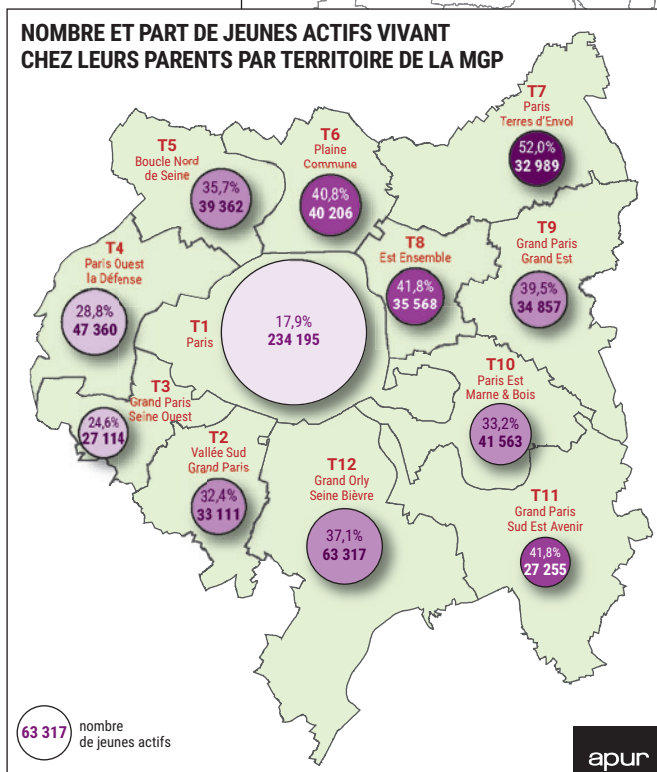 NOMBRE ET PART DE JEUNES ACTIFS VIVANT
CHEZ LEURS PARENTS PAR TERRITOIRE DE LA MGP
T7
Paris
Terres d'Envol
52,0%
32 989
T6
Plaine
Commune
40,8%
40 206
T5
Boucle Nord
de Seine
35,7%
39 362
T9
Grand Paris
Grand Est
39,5%
34 857
T8
Est Ensemble
41,8%
35 568
T4
Paris Ouest
la Défense
28,8%
47 360
T1
Paris
17,9%
234 195
T10
Paris Est
Marne & Bois
33,2%
41 563
T3
Grand Paris
Seine Ouest
24,6%
27 114
T2
Vallée Sud
Grand Paris
32,4%
33 111
T12
Grand Orly
Seine Bièvre
37,1%
63 317
T11
Grand Paris
Sud Est Avenir
41,8%
27 255
63 317
nombre
de jeunes actifs
apur